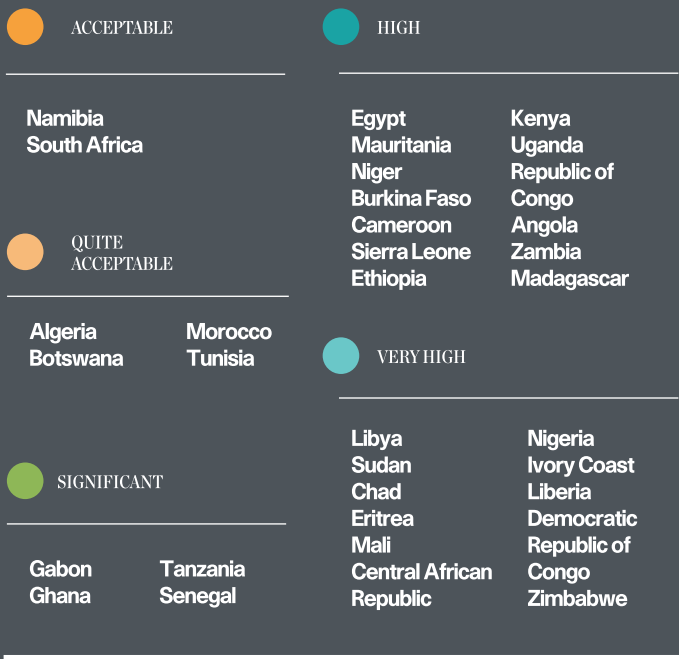 ACCEPTABLE
Namibia
South Africa
QUITE
ACCEPTABLE
Algeria
Botswana
Morocco
Tunisia
SIGNIFICANT
Gabon
Ghana
Tanzania
Senegal
HIGH
Egypt
Mauritania
Niger
Burkina Faso
Cameroon
Sierra Leone
Ethiopia
Kenya
Uganda
Republic of
Congo
Angola
Zambia
Madagascar
VERY HIGH
Libya
Sudan
Chad
Eritrea
Mali
Central African
Republic
Nigeria
Ivory Coast
Liberia
Democratic
Republic of
Congo
Zimbabwe